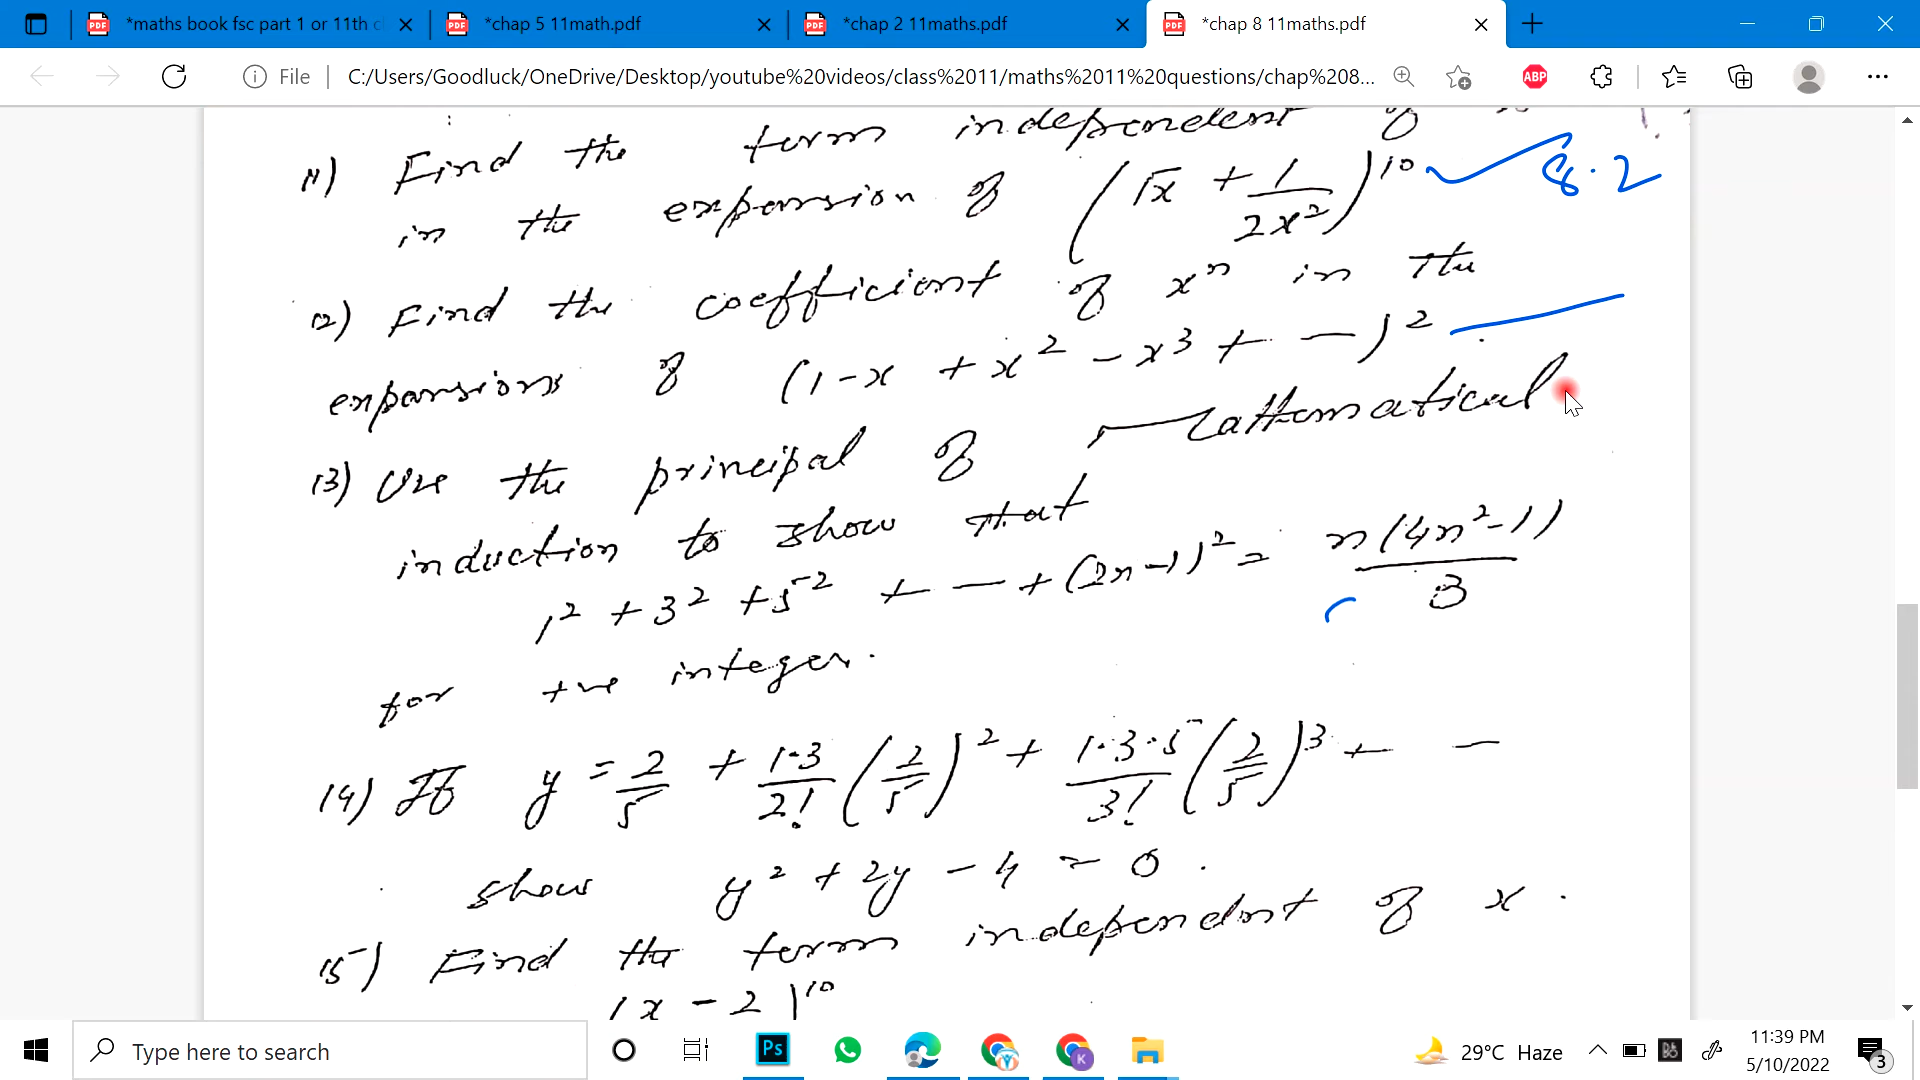 *maths book fsc part 1 or 11th cl
*chap 5 11math.pdf
*chap 2 11maths.pdf
*chap 8 11maths.pdf
File
C:/Users/Goodluck/OneDrive/Desktop/youtube%20videos/class%2011/maths%2011%20questions/chap%208...
ABP
11) Find the term independent of x
in the expansion of (√x + 1/2x²)¹⁰ 8.2
12) Find the coefficient of xⁿ in the
expansions of (1-x + x² - x³ + —)²
13) Use the principal of Mathematical
induction to show that
1² + 3² + 5² + — + (2n-1)² = n(4n²-1)/3
for +ve integer.
14) If y = 2/5 + 1·3/2! (2/5)² + 1·3·5/3! (2/5)³ + —
show y² + 2y - 4 = 0.
15) Find the term independent of x.
(x - 2)¹⁰
Type here to search
Ps
K
29°C Haze
11:39 PM
5/10/2022
3